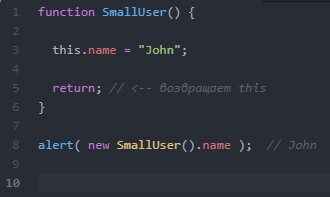 1 function SmallUser() {
2
3 this.name = "John";
4
5 return; // <-- возвращает this
6 }
7
8 alert( new SmallUser().name ); // John
9
10